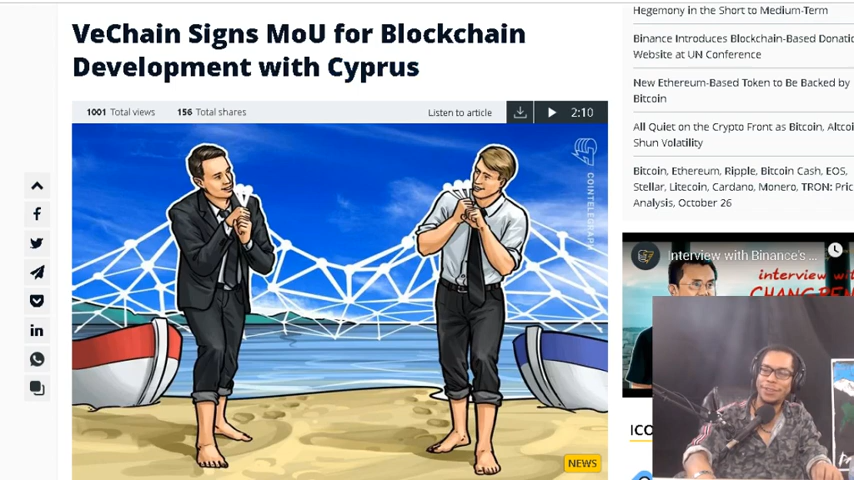 VeChain Signs MoU for Blockchain
Development with Cyprus
1001 Total views 156 Total shares
Listen to article
2:10
COINTELEGRAPH
NEWS
Hegemony in the Short to Medium-Term
Binance Introduces Blockchain-Based Donatio
Website at UN Conference
New Ethereum-Based Token to Be Backed by
Bitcoin
All Quiet on the Crypto Front as Bitcoin, Altcoi
Shun Volatility
Bitcoin, Ethereum, Ripple, Bitcoin Cash, EOS,
Stellar, Litecoin, Cardano, Monero, TRON: Pric
Analysis, October 26
Interview with Binance's ...
interview
ICO